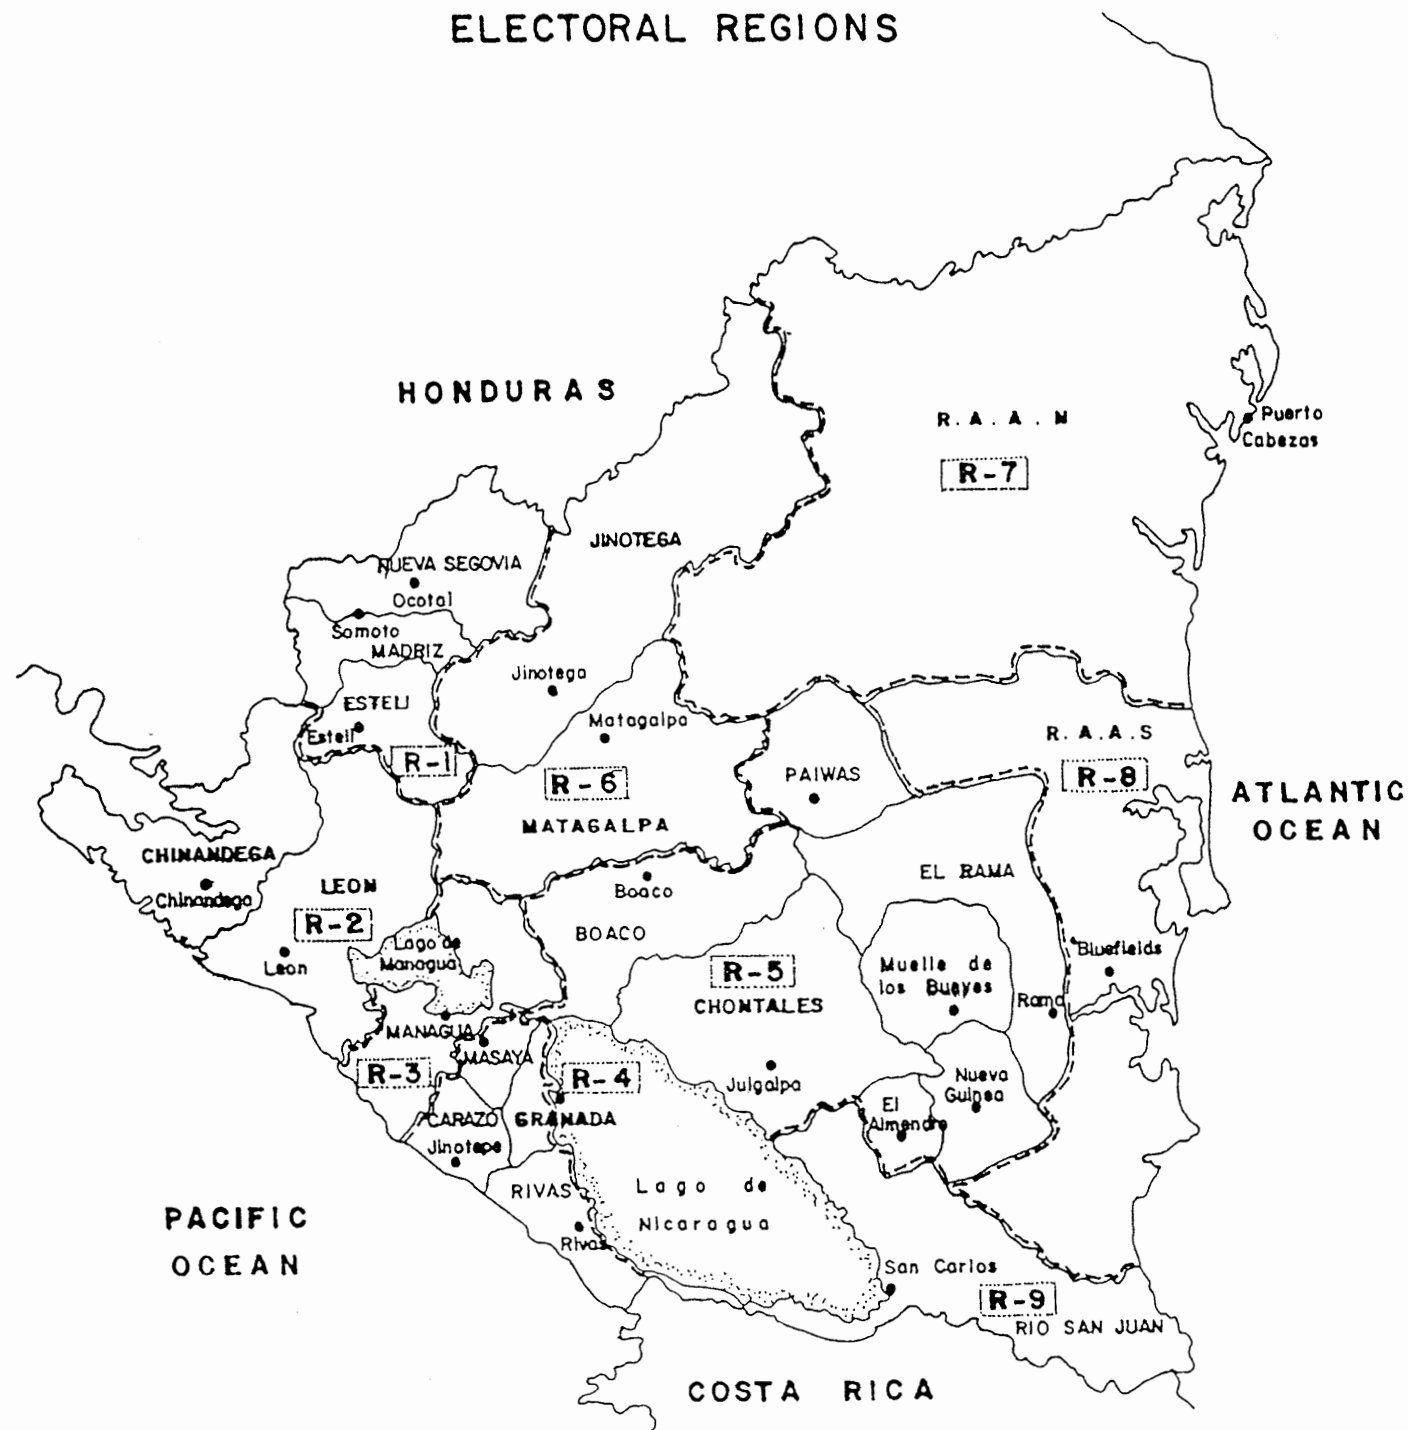 ELECTORAL REGIONS
HONDURAS
R.A.A.N
R-7
Puerto
Cabezas
JINOTEGA
NUEVA SEGOVIA
Ocotal
Somoto
MADRIZ
Jinotega
ESTELI
Esteli
Matagalpa
R-1
R-6
MATAGALPA
PAIWAS
R.A.A.S
R-8
ATLANTIC
OCEAN
CHINANDEGA
Chinandega
LEON
R-2
Leon
Lago de
Managua
Boaco
BOACO
EL RAMA
R-5
CHONTALES
Muelle de
los Bueyes
Bluefields
Rama
MANAGUA
MASAYA
R-3
R-4
Juigalpa
Nueva
Guinea
El
Almendro
CARAZO
GRANADA
Jinotepe
RIVAS
Rivas
Lago de
Nicaragua
PACIFIC
OCEAN
San Carlos
R-9
RIO SAN JUAN
COSTA RICA